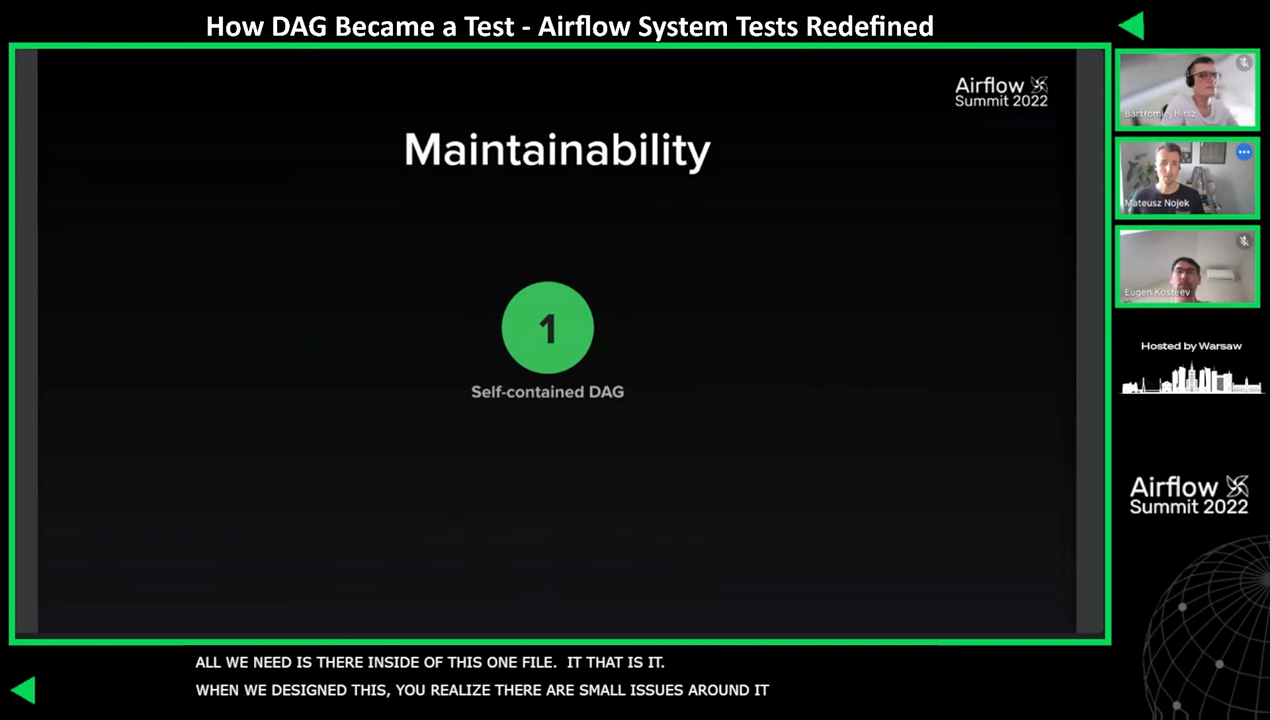 How DAG Became a Test - Airflow System Tests Redefined
Airflow
Summit 2022
Maintainability
1
Self-contained DAG
Bartłomiej Hirsz
Mateusz Nojek
Eugen Kosteev
Hosted by Warsaw
Airflow
Summit 2022
ALL WE NEED IS THERE INSIDE OF THIS ONE FILE. IT THAT IS IT.
WHEN WE DESIGNED THIS, YOU REALIZE THERE ARE SMALL ISSUES AROUND IT